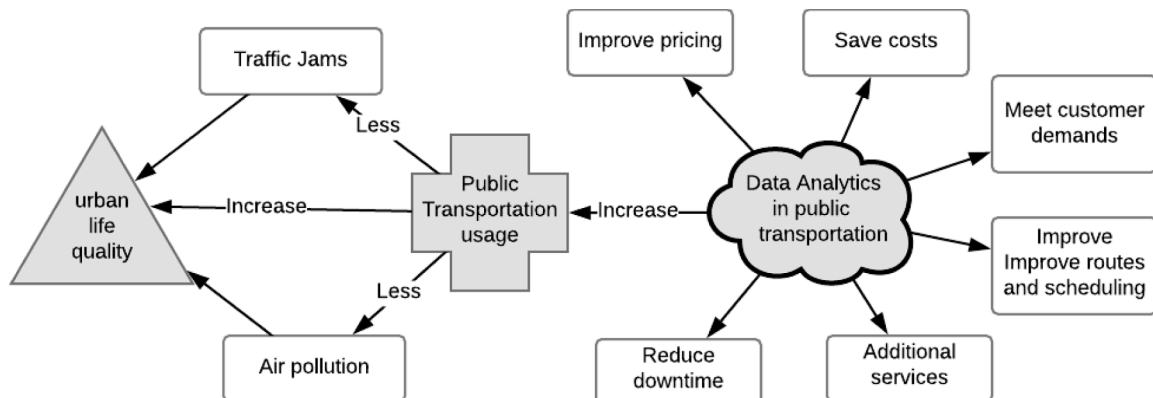 Improve pricing
Save costs
Traffic Jams
Meet customer
demands
Less
Public
Transportation
usage
Data Analytics
in public
transportation
urban
life
quality
Increase
Increase
Improve
Improve routes
and scheduling
Less
Air pollution
Reduce
downtime
Additional
services